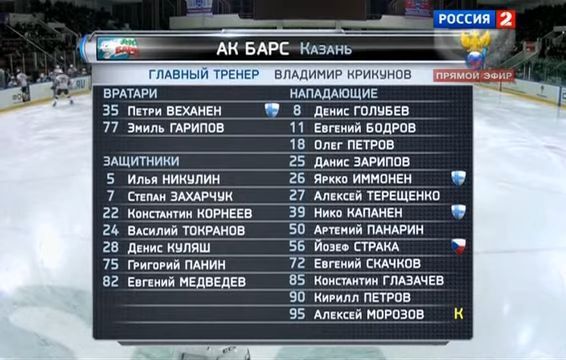 РОССИЯ 2
ПРЯМОЙ ЭФИР
АК БАРС
АК БАРС Казань
ГЛАВНЫЙ ТРЕНЕР ВЛАДИМИР КРИКУНОВ
ВРАТАРИ
35 Петри ВЕХАНЕН
77 Эмиль ГАРИПОВ
ЗАЩИТНИКИ
5 Илья НИКУЛИН
7 Степан ЗАХАРЧУК
22 Константин КОРНЕЕВ
24 Василий ТОКРАНОВ
28 Денис КУЛЯШ
75 Григорий ПАНИН
82 Евгений МЕДВЕДЕВ
НАПАДАЮЩИЕ
8 Денис ГОЛУБЕВ
11 Евгений БОДРОВ
18 Олег ПЕТРОВ
25 Данис ЗАРИПОВ
26 Яркко ИММОНЕН
27 Алексей ТЕРЕЩЕНКО
39 Нико КАПАНЕН
50 Артемий ПАНАРИН
56 Йозеф СТРАКА
72 Евгений СКАЧКОВ
85 Константин ГЛАЗАЧЕВ
90 Кирилл ПЕТРОВ
95 Алексей МОРОЗОВ К